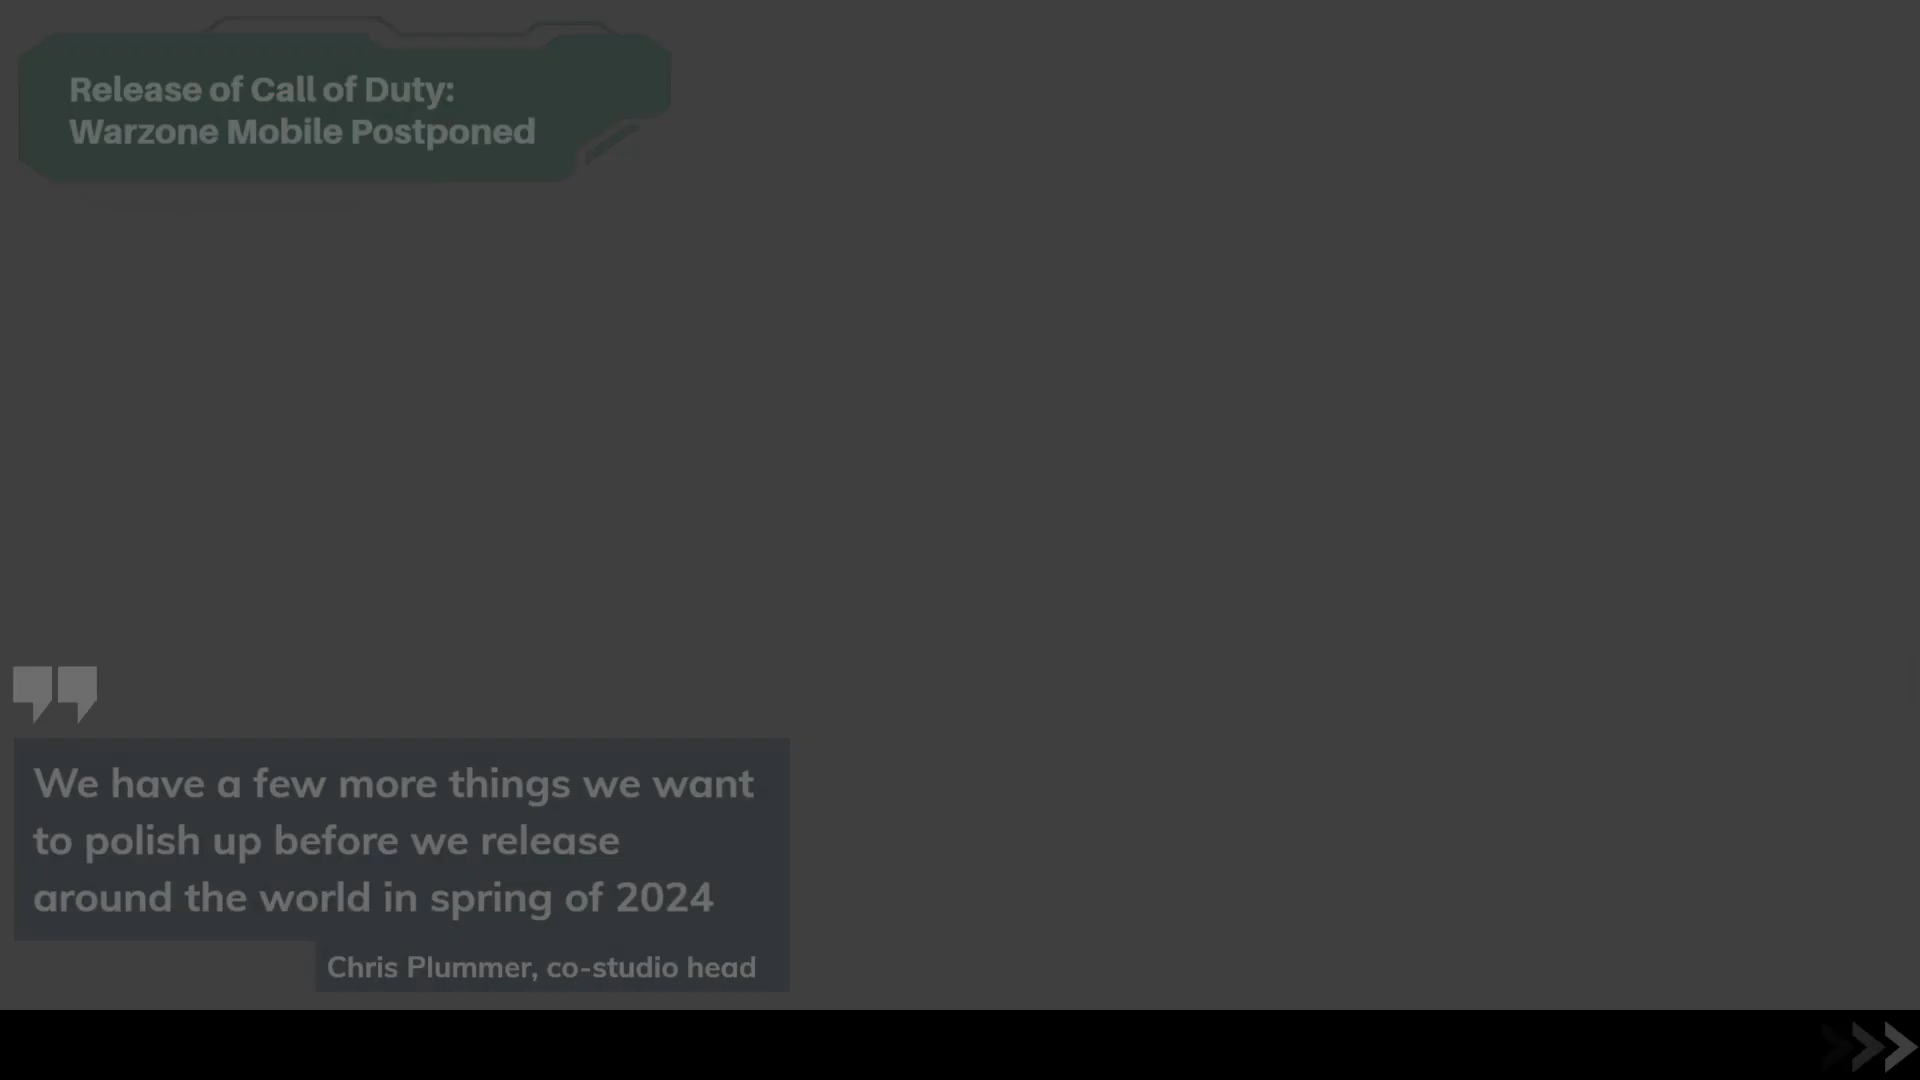 Release of Call of Duty:
Warzone Mobile Postponed
We have a few more things we want
to polish up before we release
around the world in spring of 2024
Chris Plummer, co-studio head